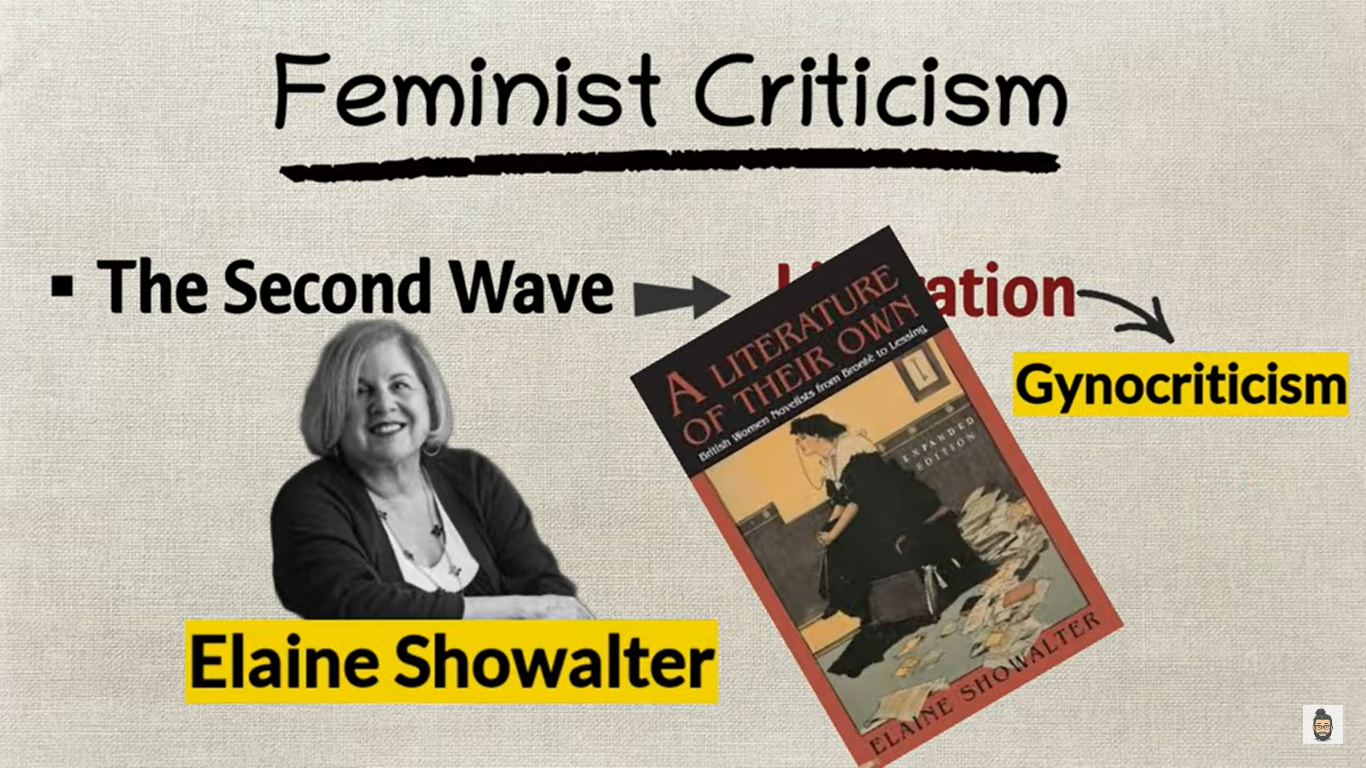 Feminist Criticism
▪ The Second Wave
ation
Gynocriticism
A LITERATURE
OF THEIR OWN
British Women Novelists from Brontë to Lessing
EXPANDED
EDITION
ELAINE SHOWALTER
Elaine Showalter